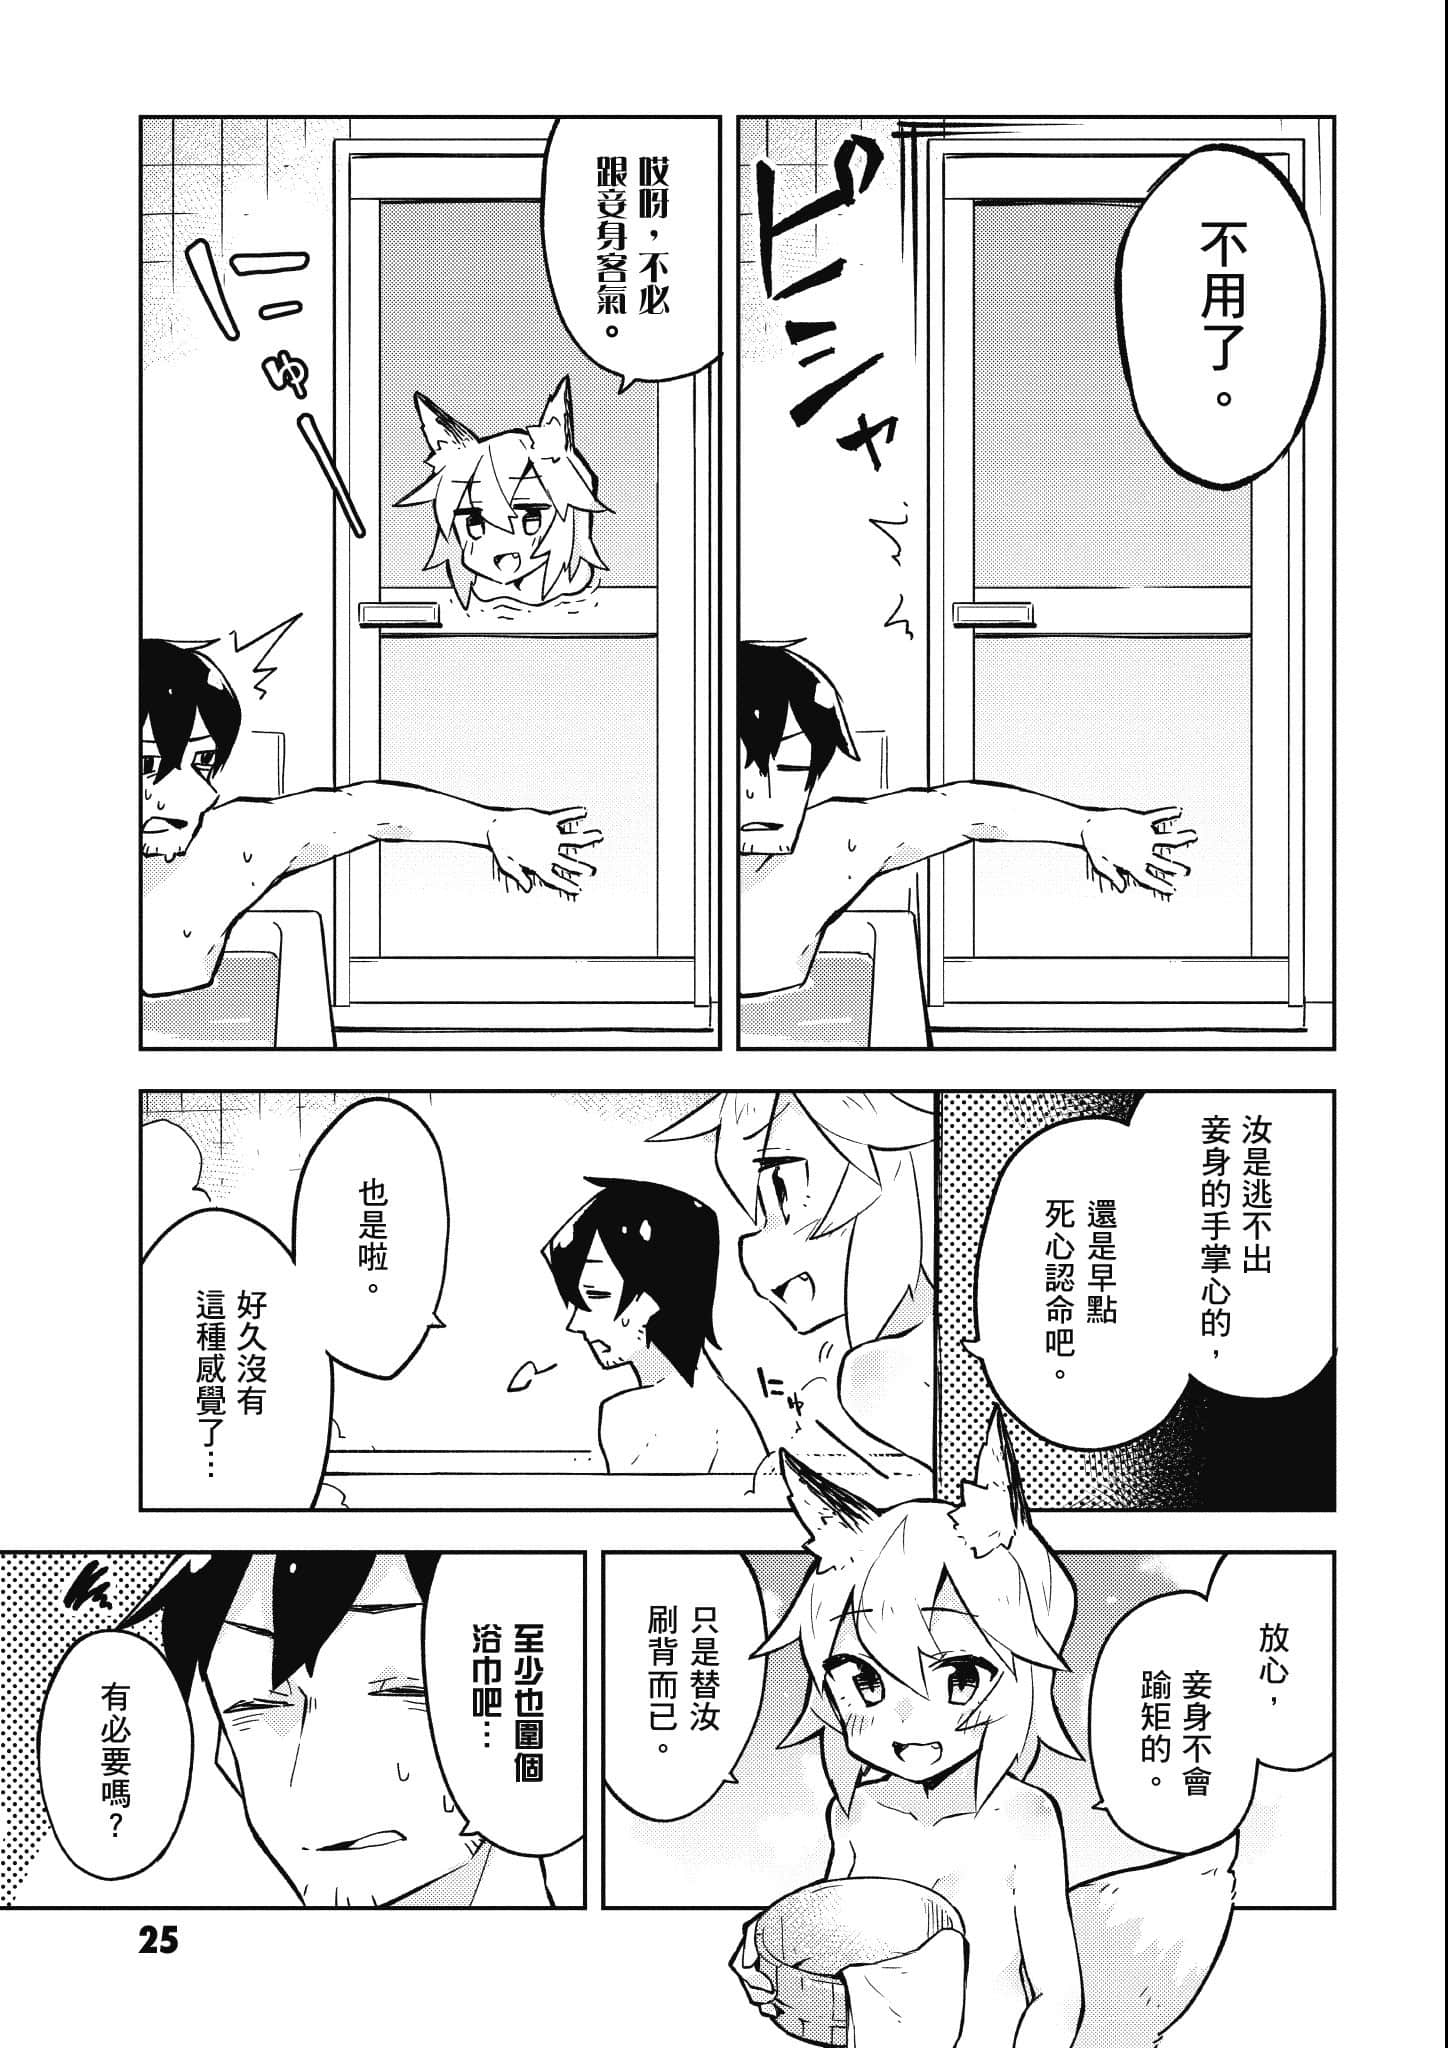 不用了。
ピシャ
哎呀，不必
跟妾身客氣。
にゅ
汝是逃不出
妾身的手掌心的，
還是早點
死心認命吧。
にゅ
也是啦。
好久沒有
這種感覺了…
放心，
妾身不會
踰矩的。
只是替汝
刷背而已。
至少也圍個
浴巾吧…
有必要嗎？
25